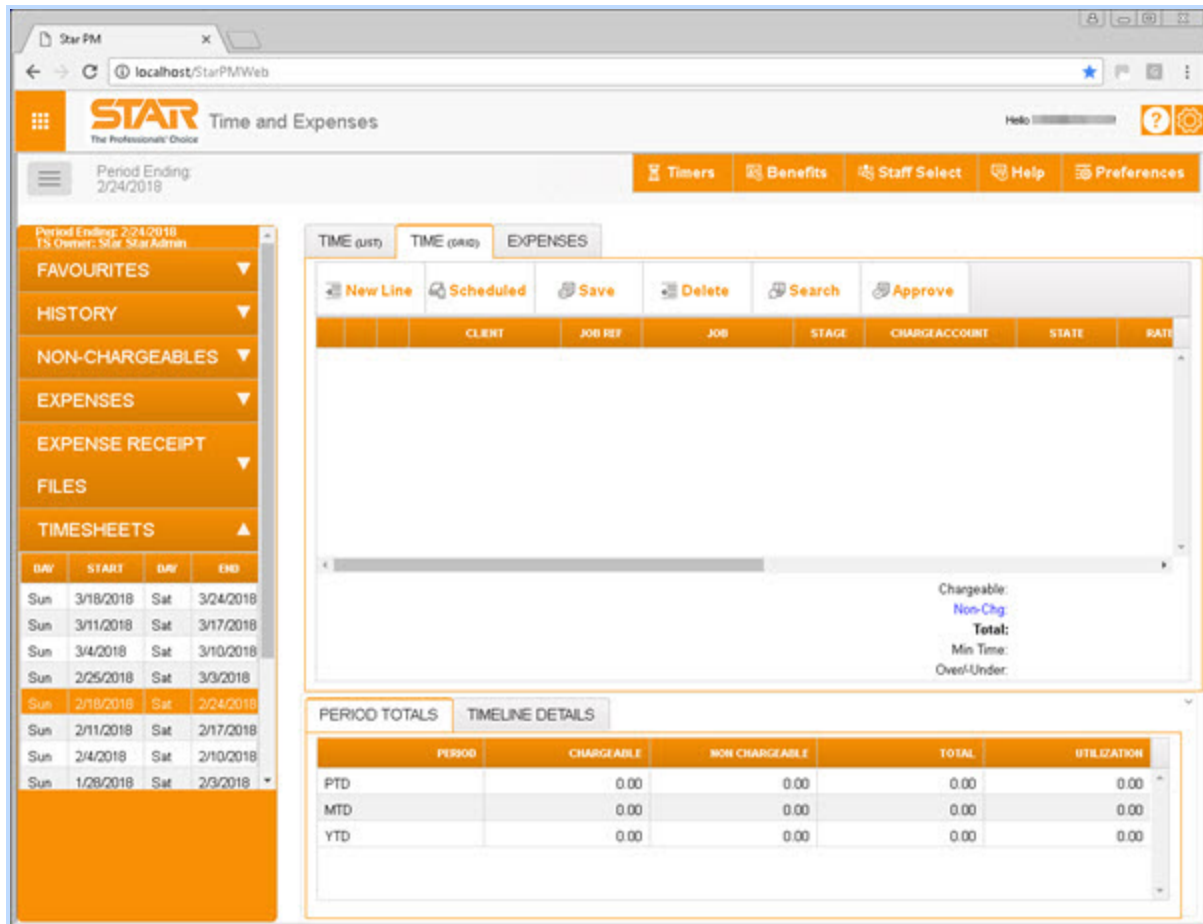 Star PM
localhost/StarPMWeb
STAR
The Professionals' Choice
Time and Expenses
Hello
?
Period Ending:
2/24/2018
Timers Benefits Staff Select Help Preferences
Period Ending: 2/24/2018
TS Owner: Star StarAdmin
FAVOURITES
HISTORY
NON-CHARGEABLES
EXPENSES
EXPENSE RECEIPT
FILES
TIMESHEETS
DAY START DAY END
Sun 3/18/2018 Sat 3/24/2018
Sun 3/11/2018 Sat 3/17/2018
Sun 3/4/2018 Sat 3/10/2018
Sun 2/25/2018 Sat 3/3/2018
Sun 2/18/2018 Sat 2/24/2018
Sun 2/11/2018 Sat 2/17/2018
Sun 2/4/2018 Sat 2/10/2018
Sun 1/28/2018 Sat 2/3/2018
TIME (LIST) TIME (GRID) EXPENSES
New Line Scheduled Save Delete Search Approve
CLIENT JOB REF JOB STAGE CHARGEACCOUNT STATE RATE
Chargeable:
Non-Chg:
Total:
Min Time:
Over/-Under:
PERIOD TOTALS TIMELINE DETAILS
PERIOD CHARGEABLE NON CHARGEABLE TOTAL UTILIZATION
PTD 0.00 0.00 0.00 0.00
MTD 0.00 0.00 0.00 0.00
YTD 0.00 0.00 0.00 0.00